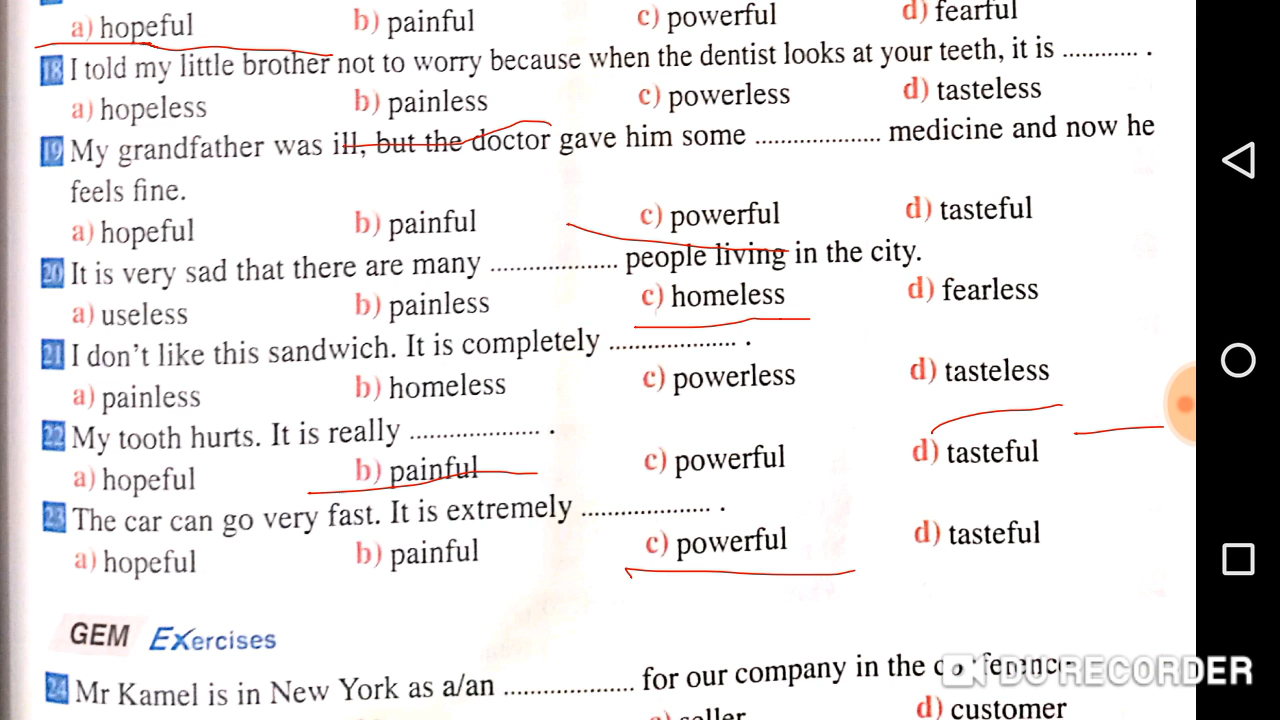 a) hopeful b) painful c) powerful d) fearful
18 I told my little brother not to worry because when the dentist looks at your teeth, it is ............ .
a) hopeless b) painless c) powerless d) tasteless
19 My grandfather was ill, but the doctor gave him some .................... medicine and now he
feels fine.
a) hopeful b) painful c) powerful d) tasteful
20 It is very sad that there are many .................... people living in the city.
a) useless b) painless c) homeless d) fearless
21 I don't like this sandwich. It is completely .................... .
a) painless b) homeless c) powerless d) tasteless
22 My tooth hurts. It is really .................... .
a) hopeful b) painful c) powerful d) tasteful
23 The car can go very fast. It is extremely .................... .
a) hopeful b) painful c) powerful d) tasteful
GEM Exercises
24 Mr Kamel is in New York as a/an .................... for our company in the conference
DU RECORDER
seller d) customer